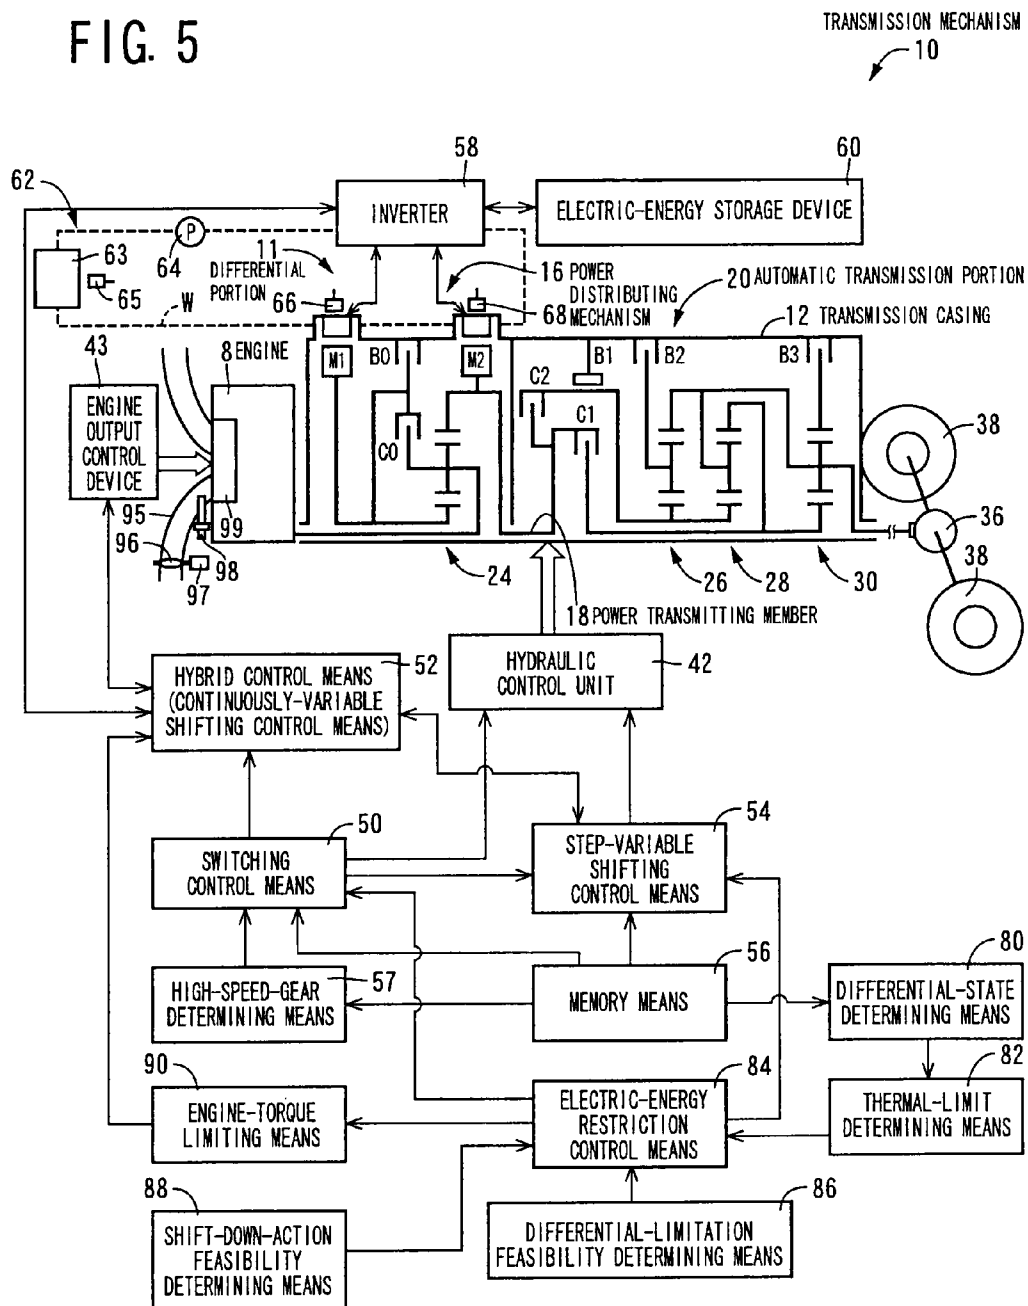 FIG. 5
TRANSMISSION MECHANISM
10
58
60
62
INVERTER
ELECTRIC-ENERGY STORAGE DEVICE
63
P
64
65
11
DIFFERENTIAL
PORTION
66
16 POWER
DISTRIBUTING
MECHANISM
68
20 AUTOMATIC TRANSMISSION PORTION
12 TRANSMISSION CASING
W
43
8 ENGINE
M1
B0
M2
B1
B2
B3
C2
C1
C0
38
ENGINE
OUTPUT
CONTROL
DEVICE
95
99
96
98
97
36
38
24
26
28
30
18 POWER TRANSMITTING MEMBER
52
HYBRID CONTROL MEANS
(CONTINUOUSLY-VARIABLE
SHIFTING CONTROL MEANS)
HYDRAULIC
CONTROL UNIT
42
50
SWITCHING
CONTROL MEANS
54
STEP-VARIABLE
SHIFTING
CONTROL MEANS
57
HIGH-SPEED-GEAR
DETERMINING MEANS
56
MEMORY MEANS
80
DIFFERENTIAL-STATE
DETERMINING MEANS
90
ENGINE-TORQUE
LIMITING MEANS
84
ELECTRIC-ENERGY
RESTRICTION
CONTROL MEANS
82
THERMAL-LIMIT
DETERMINING MEANS
88
SHIFT-DOWN-ACTION
FEASIBILITY
DETERMINING MEANS
86
DIFFERENTIAL-LIMITATION
FEASIBILITY DETERMINING MEANS